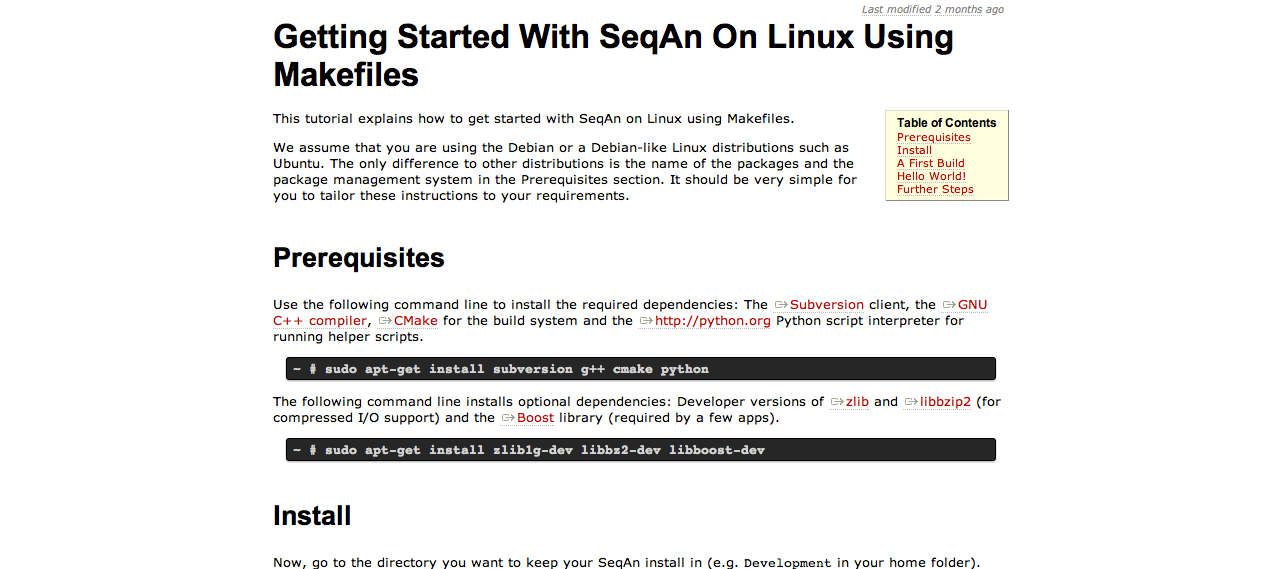 Last modified 2 months ago
Getting Started With SeqAn On Linux Using
Makefiles
This tutorial explains how to get started with SeqAn on Linux using Makefiles.
We assume that you are using the Debian or a Debian-like Linux distributions such as
Ubuntu. The only difference to other distributions is the name of the packages and the
package management system in the Prerequisites section. It should be very simple for
you to tailor these instructions to your requirements.
Table of Contents
Prerequisites
Install
A First Build
Hello World!
Further Steps
Prerequisites
Use the following command line to install the required dependencies: The Subversion client, the GNU
C++ compiler, CMake for the build system and the http://python.org Python script interpreter for
running helper scripts.
~ # sudo apt-get install subversion g++ cmake python
The following command line installs optional dependencies: Developer versions of zlib and libbzip2 (for
compressed I/O support) and the Boost library (required by a few apps).
~ # sudo apt-get install zlib1g-dev libbz2-dev libboost-dev
Install
Now, go to the directory you want to keep your SeqAn install in (e.g. Development in your home folder).